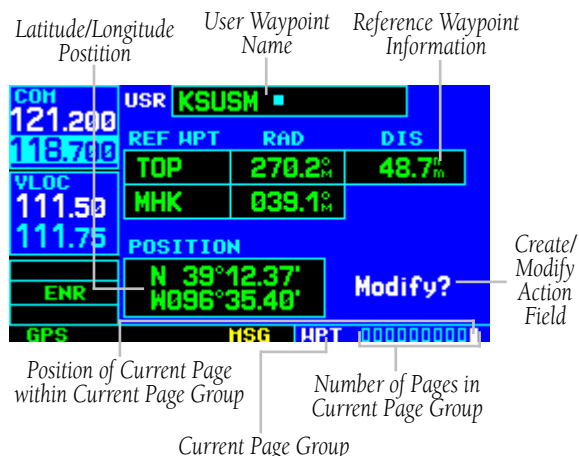 Latitude/Longitude
Postition
User Waypoint
Name
Reference Waypoint
Information
COM
121.200
118.700
VLOC
111.50
111.75
ENR
GPS
USR KSUSM
REF WPT RAD DIS
TOP 270.2°M 48.7nm
MHK 039.1°M
POSITION
N 39°12.37'
W096°35.40'
Modify?
MSG WPT
Create/
Modify
Action
Field
Position of Current Page
within Current Page Group
Number of Pages in
Current Page Group
Current Page Group